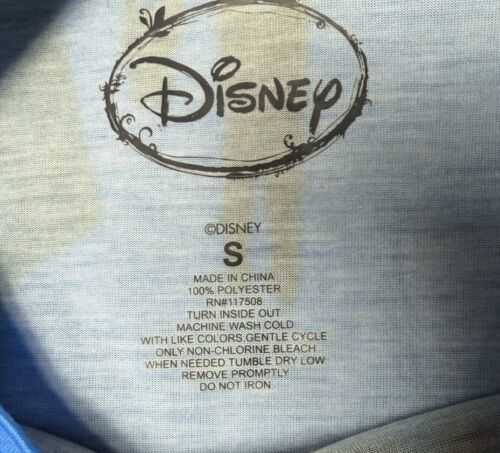 Disney
©DISNEY
S
MADE IN CHINA
100% POLYESTER
RN#117508
TURN INSIDE OUT
MACHINE WASH COLD
WITH LIKE COLORS GENTLE CYCLE
ONLY NON-CHLORINE BLEACH
WHEN NEEDED TUMBLE DRY LOW
REMOVE PROMPTLY
DO NOT IRON